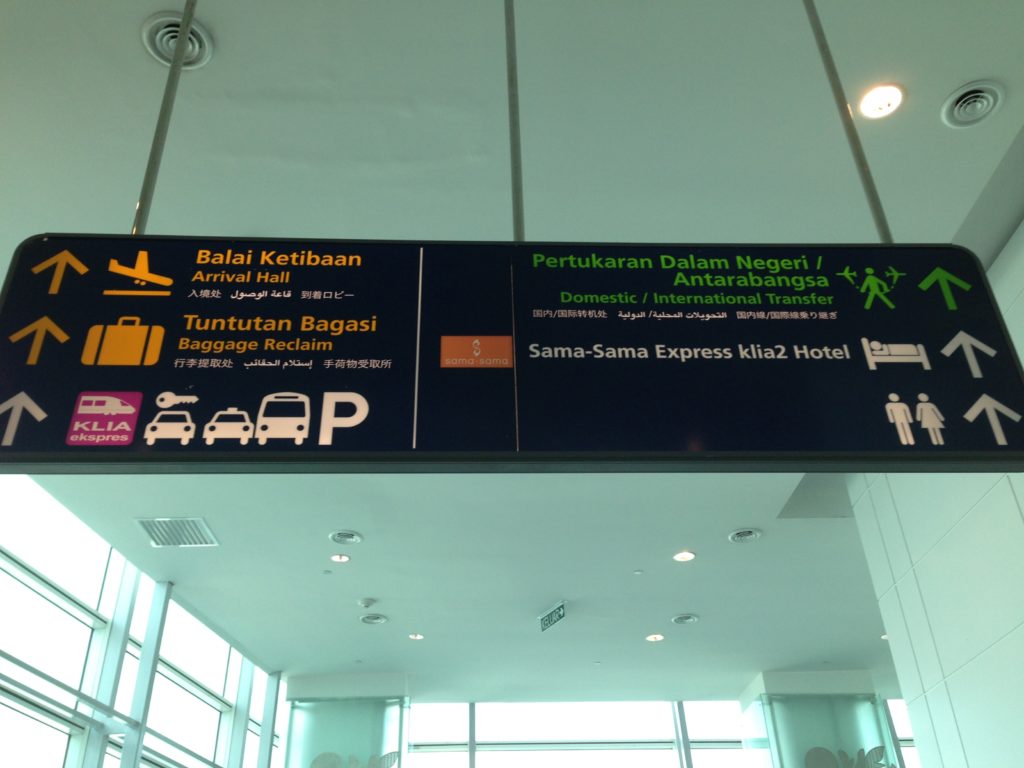 Balai Ketibaan
Arrival Hall
入境处 قاعة الوصول 到着ロビー
Tuntutan Bagasi
Baggage Reclaim
行李提取处 إستلام الحقائب 手荷物受取所
KLIA
ekspres
P
sama-sama
Pertukaran Dalam Negeri /
Antarabangsa
Domestic / International Transfer
国内/国际转机处 التحويلات المحلية/ الدولية 国内線/国際線乗り継ぎ
Sama-Sama Express klia2 Hotel
KELUAR